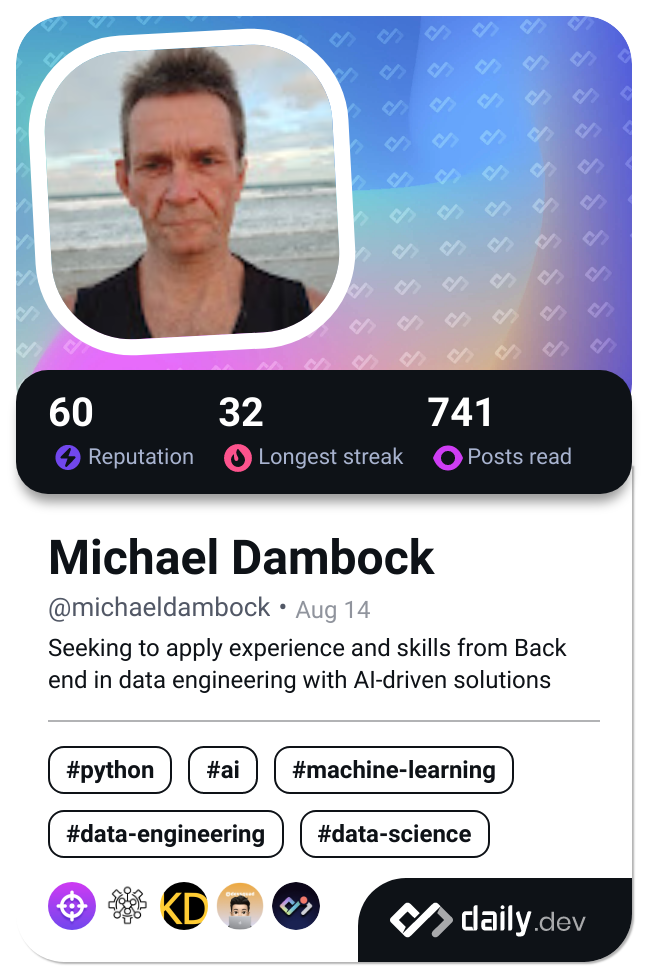 60 32 741
Reputation Longest streak Posts read
Michael Dambock
@michaeldambock • Aug 14
Seeking to apply experience and skills from Back
end in data engineering with AI-driven solutions
#python #ai #machine-learning
#data-engineering #data-science
KD
daily.dev